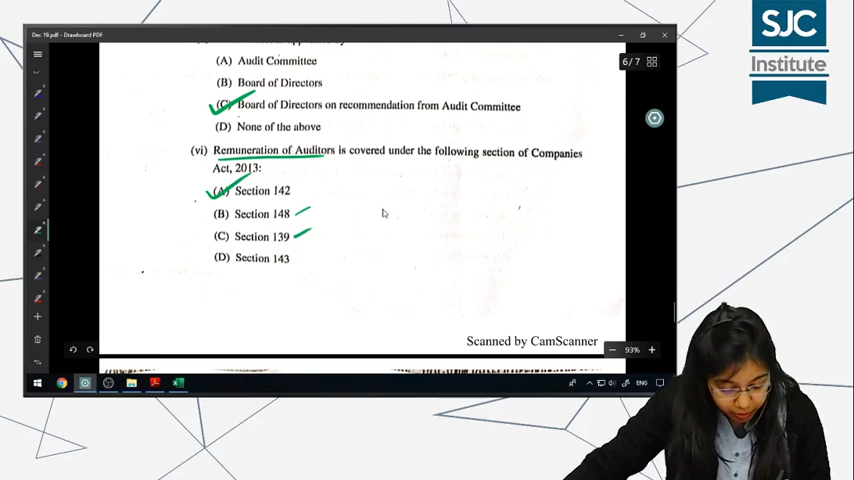 SJC
Institute
Dec 19.pdf - Drawboard PDF
6/7
(A) Audit Committee
(B) Board of Directors
(C) Board of Directors on recommendation from Audit Committee
(D) None of the above
(vi) Remuneration of Auditors is covered under the following section of Companies
Act, 2013:
(A) Section 142
(B) Section 148
(C) Section 139
(D) Section 143
Scanned by CamScanner
93%
ENG